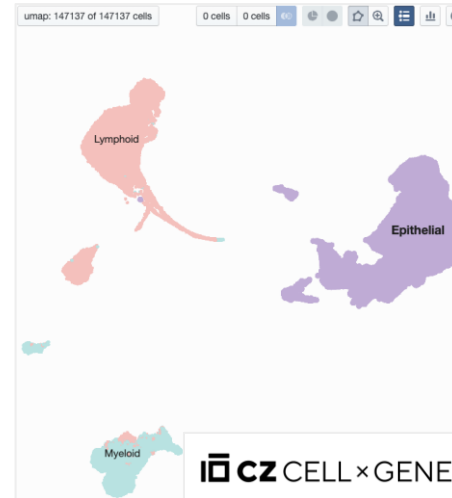 umap: 147137 of 147137 cells 0 cells 0 cells
Lymphoid
Epithelial
Myeloid
CZ CELL×GENE